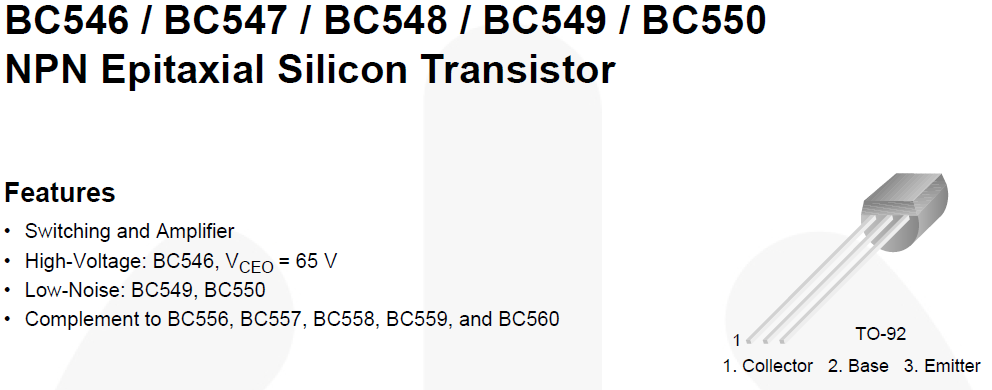 BC546 / BC547 / BC548 / BC549 / BC550
NPN Epitaxial Silicon Transistor
Features
• Switching and Amplifier
• High-Voltage: BC546, VCEO = 65 V
• Low-Noise: BC549, BC550
• Complement to BC556, BC557, BC558, BC559, and BC560
1
TO-92
1. Collector 2. Base 3. Emitter